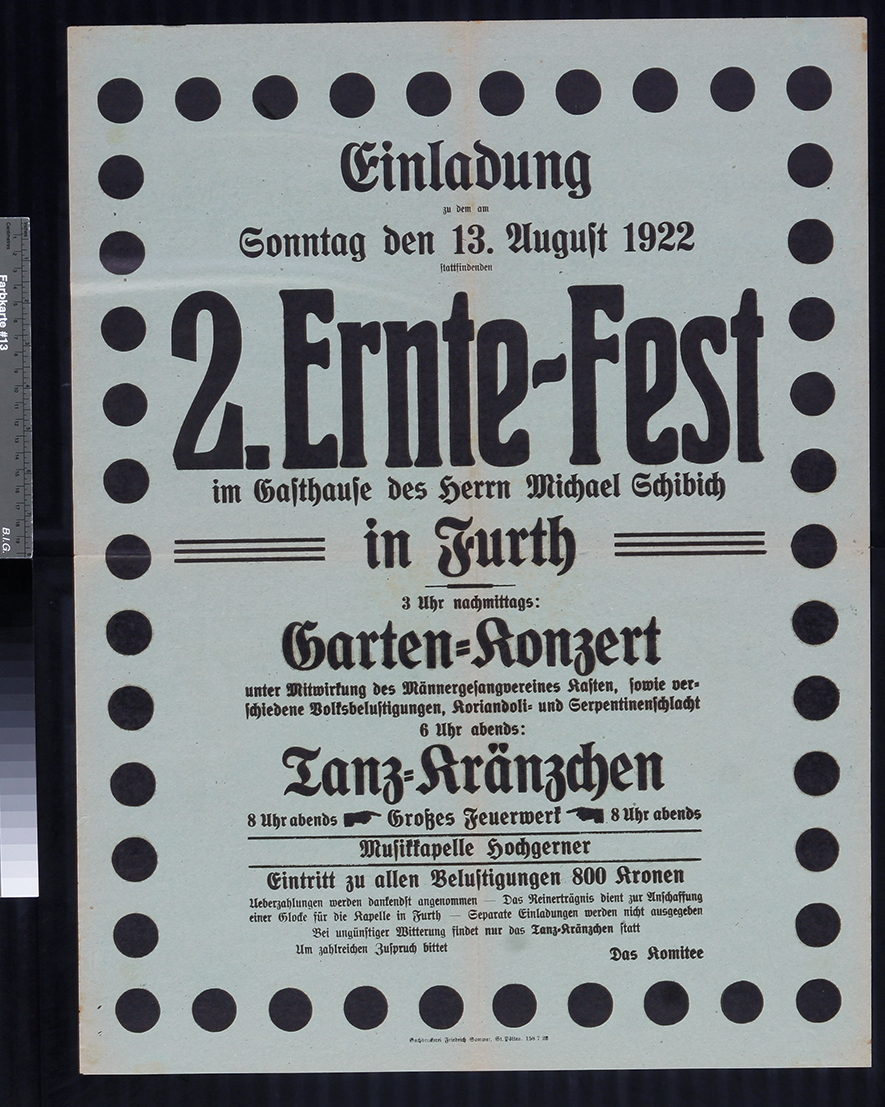 Einladung
zu dem am
Sonntag den 13. August 1922
stattfindenden
2. Ernte-Fest
im Gasthause des Herrn Michael Schibich
in Furth
3 Uhr nachmittags:
Garten-Konzert
unter Mitwirkung des Männergesangvereines Kasten, sowie ver-
schiedene Volksbelustigungen, Koriandoli- und Serpentinenschlacht
6 Uhr abends:
Tanz-Kränzchen
8 Uhr abends Großes Feuerwerk 8 Uhr abends
Musikkapelle Hochgerner
Eintritt zu allen Belustigungen 800 Kronen
Ueberzahlungen werden dankendst angenommen — Das Reinerträgnis dient zur Anschaffung
einer Glocke für die Kapelle in Furth — Separate Einladungen werden nicht ausgegeben
Bei ungünstiger Witterung findet nur das Tanz-Kränzchen statt
Um zahlreichen Zuspruch bittet
Das Komitee
Buchdruckerei Friedrich St. Pölten.
Farbkarte #13
B.I.G.
Centimetres